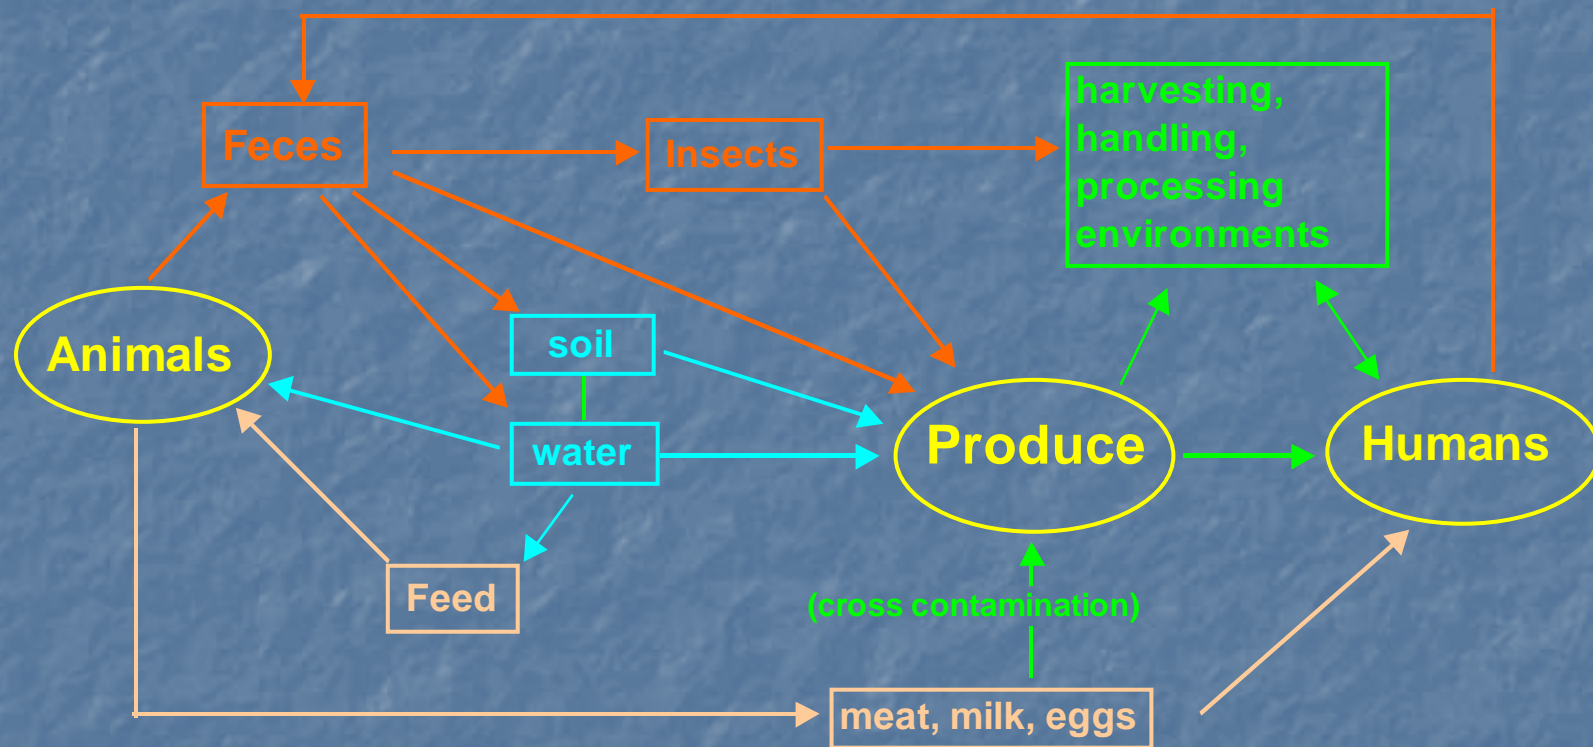 Feces
Insects
harvesting,
handling,
processing
environments
Animals
soil
water
Produce
Humans
Feed
(cross contamination)
meat, milk, eggs